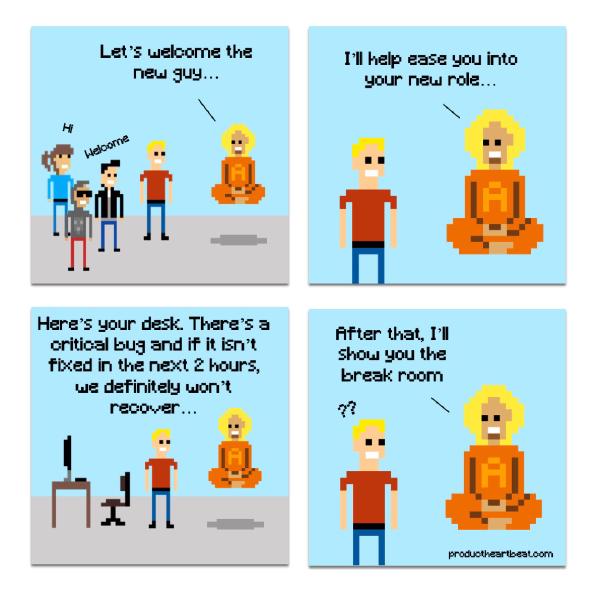 Let's welcome the
new guy...
Hi
Welcome
I'll help ease you into
your new role...
Here's your desk. There's a
critical bug and if it isn't
fixed in the next 2 hours,
we definitely won't
recover...
After that, I'll
show you the
break room
??
productheartbeat.com